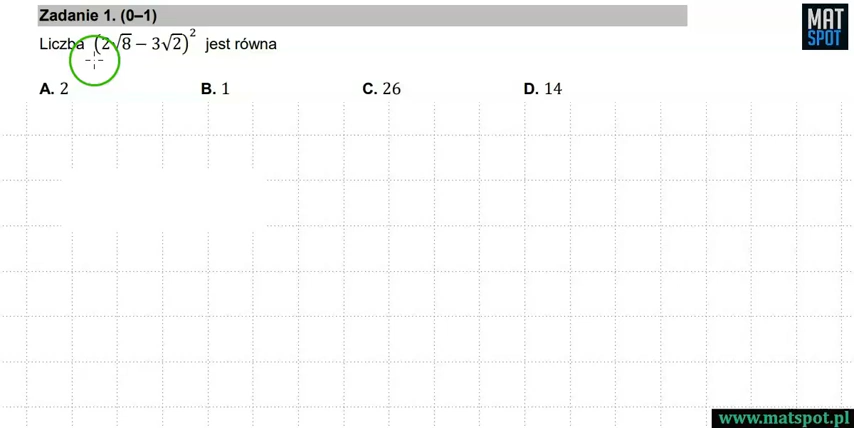 Zadanie 1. (0–1)
MAT
SPOT
Liczba (2√8 − 3√2)² jest równa
A. 2 B. 1 C. 26 D. 14
www.matspot.pl